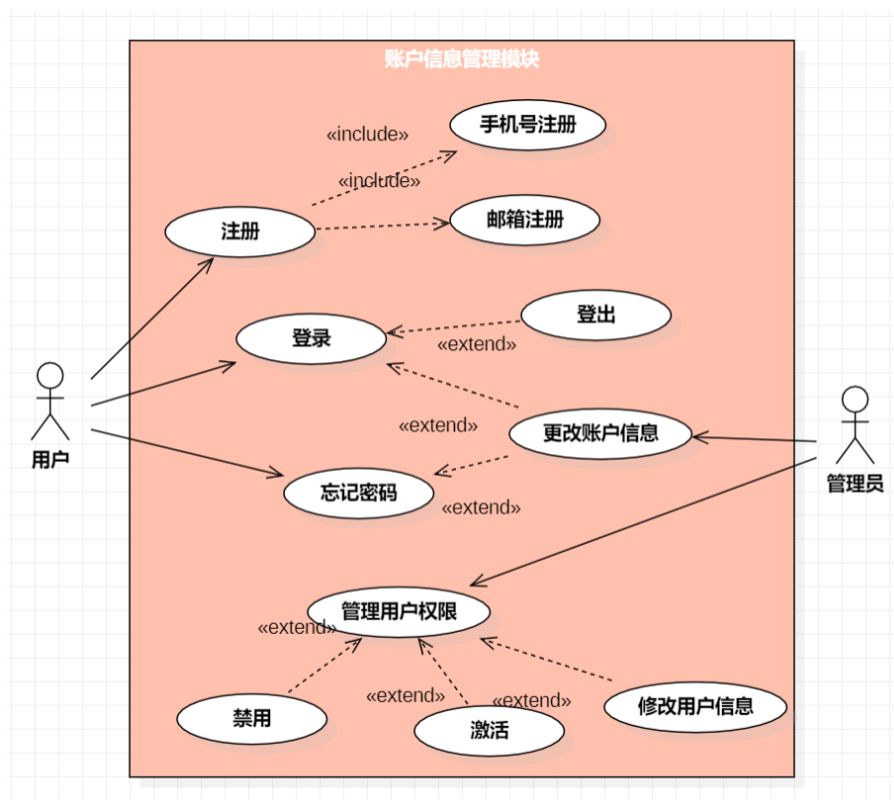 账户信息管理模块
手机号注册
«include»
«include»
邮箱注册
注册
登出
登录
«extend»
更改账户信息
«extend»
用户
管理员
忘记密码
«extend»
管理用户权限
«extend»
«extend»
«extend»
修改用户信息
禁用
激活